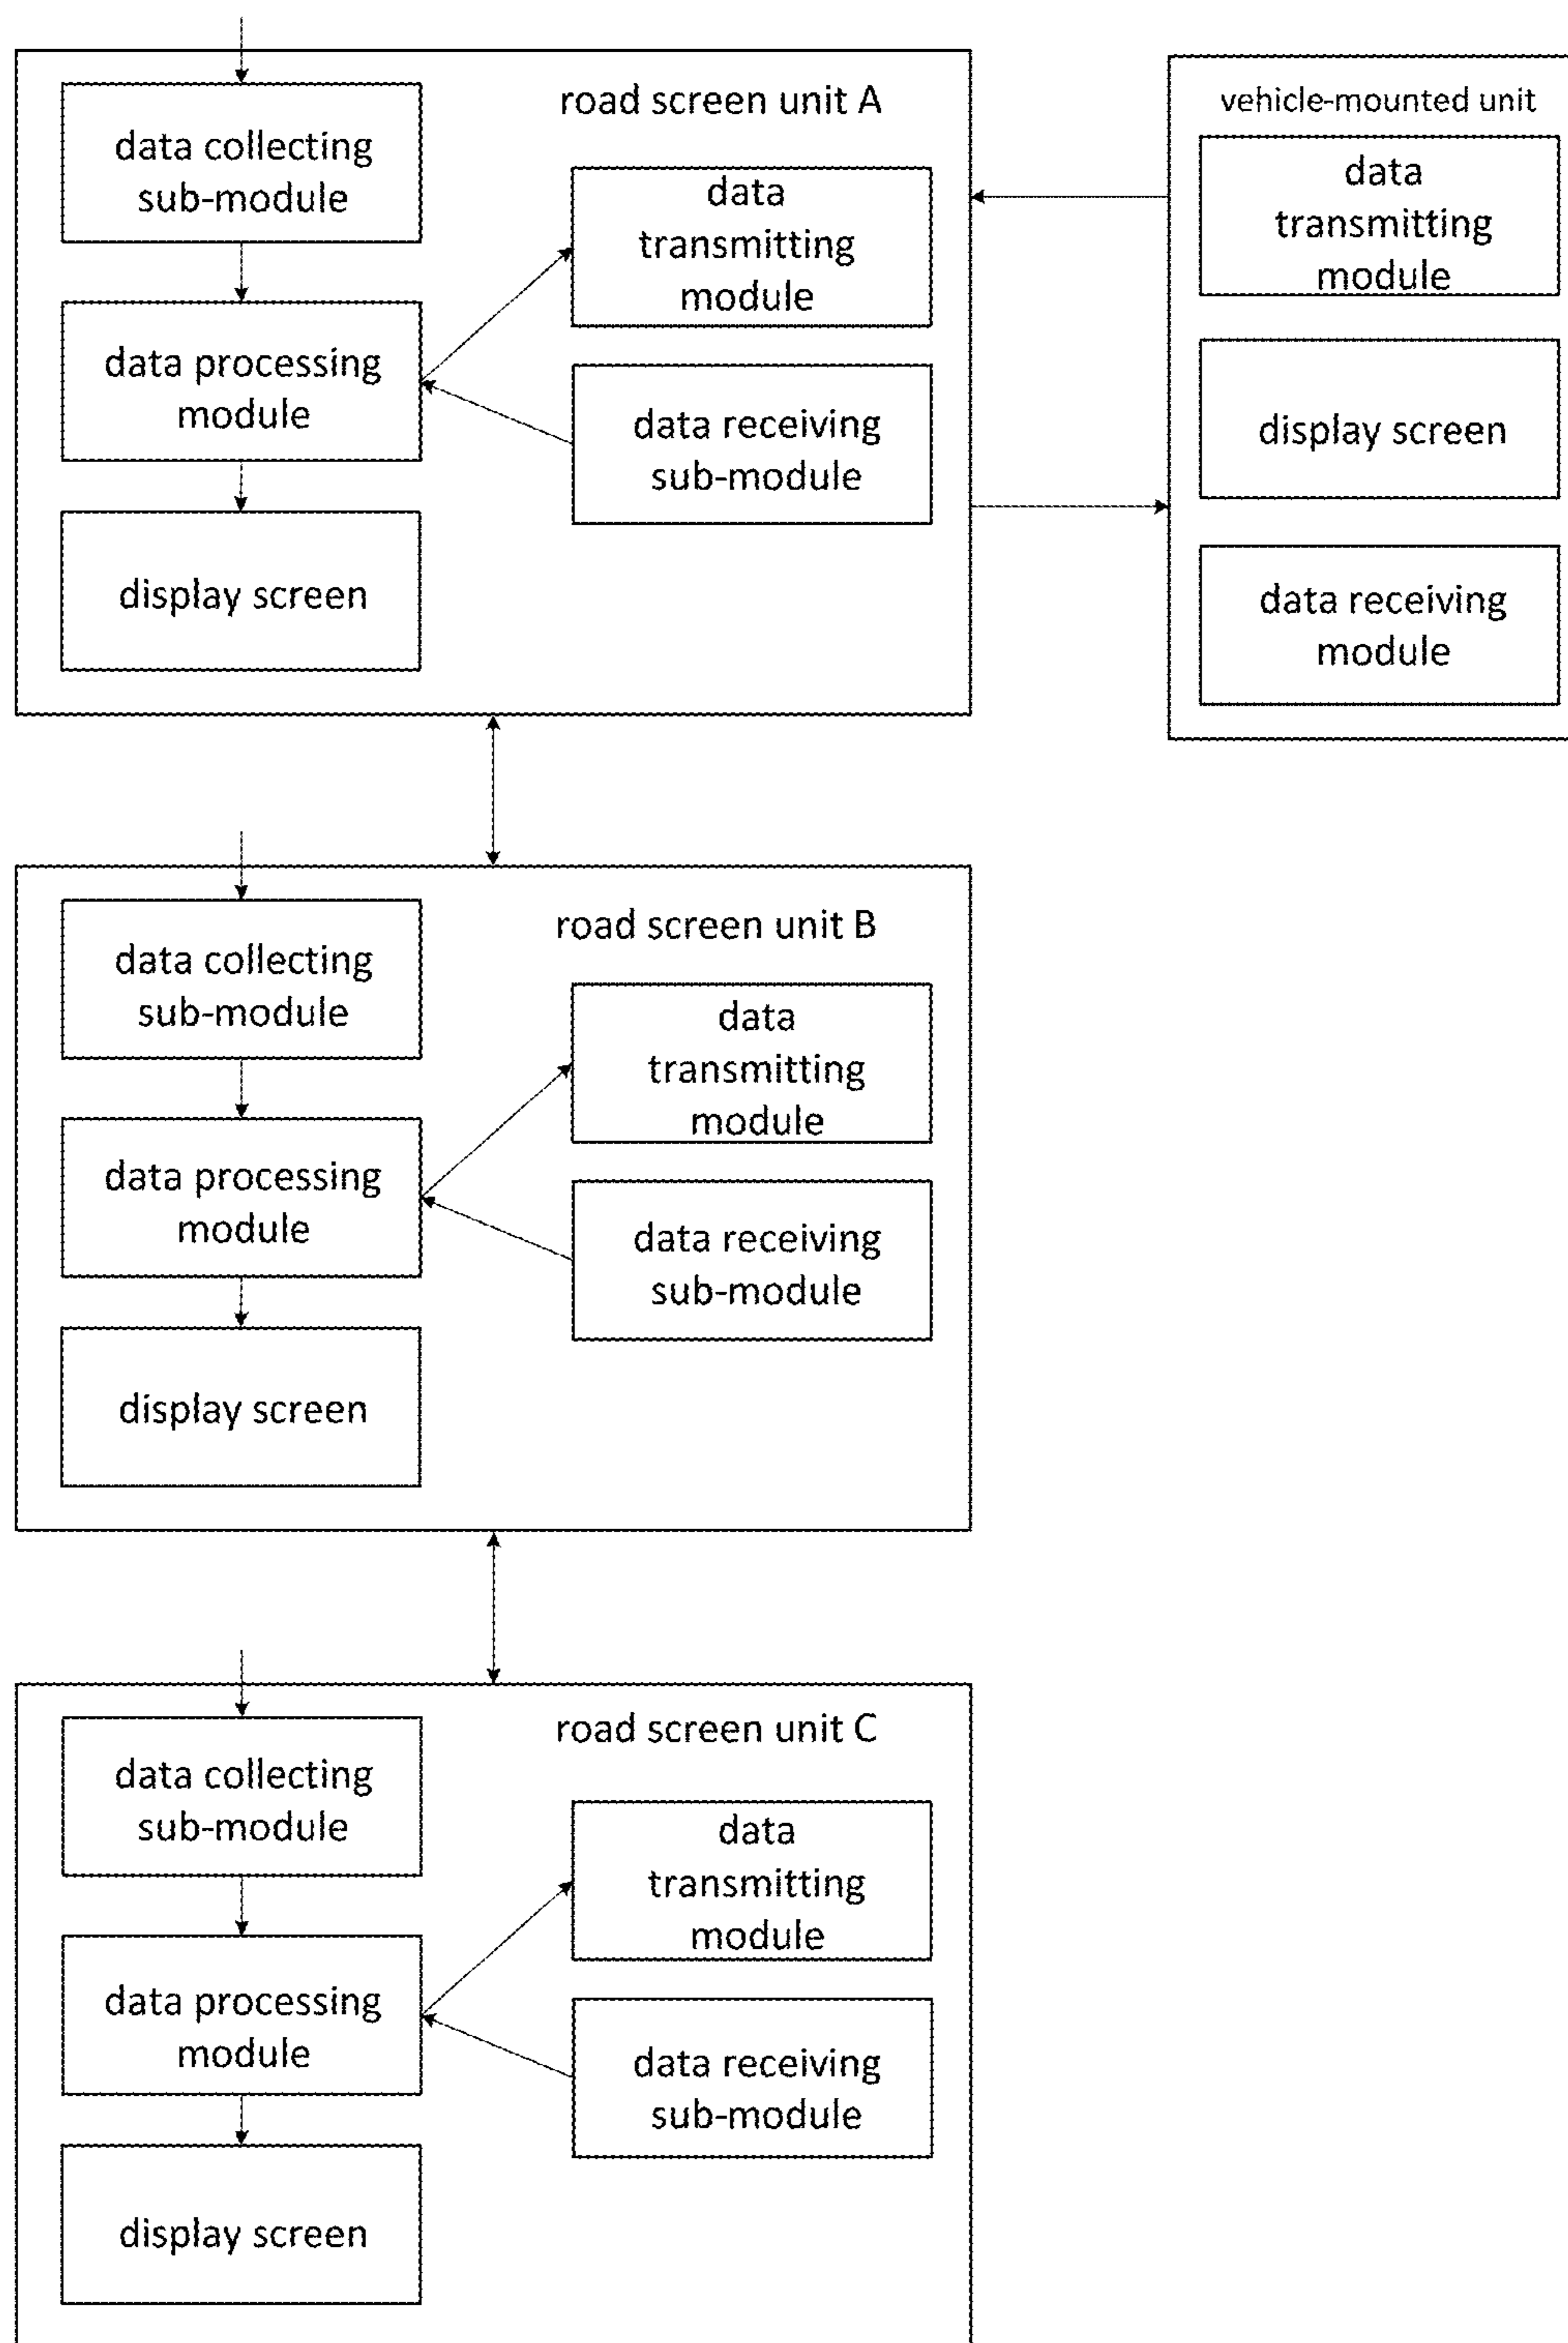 road screen unit A
data collecting
sub-module
data
transmitting
module
data processing
module
data receiving
sub-module
display screen
vehicle-mounted unit
data
transmitting
module
display screen
data receiving
module
road screen unit B
data collecting
sub-module
data
transmitting
module
data processing
module
data receiving
sub-module
display screen
road screen unit C
data collecting
sub-module
data
transmitting
module
data processing
module
data receiving
sub-module
display screen